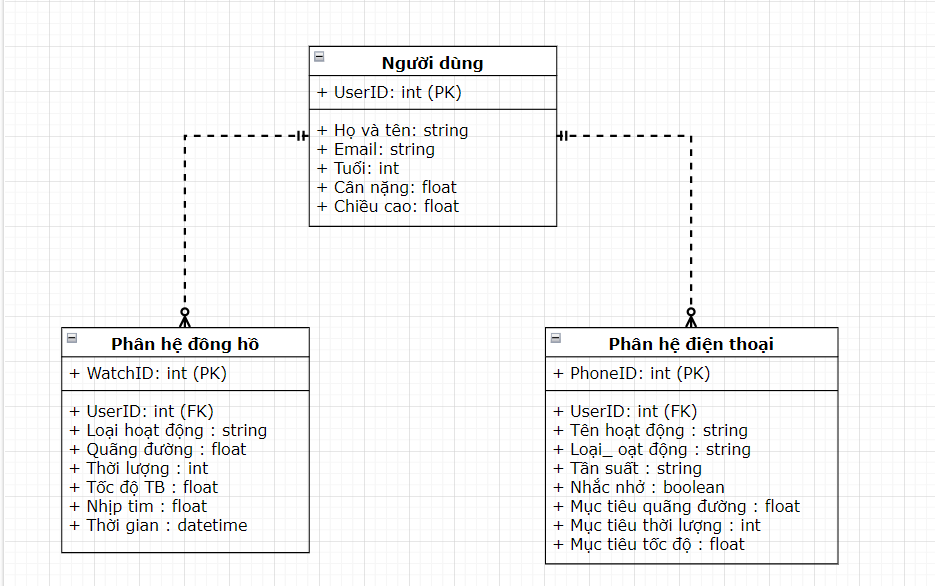 Người dùng
+ UserID: int (PK)
+ Họ và tên: string
+ Email: string
+ Tuổi: int
+ Cân nặng: float
+ Chiều cao: float
Phân hệ đồng hồ
+ WatchID: int (PK)
+ UserID: int (FK)
+ Loại hoạt động : string
+ Quãng đường : float
+ Thời lượng : int
+ Tốc độ TB : float
+ Nhịp tim : float
+ Thời gian : datetime
Phân hệ điện thoại
+ PhoneID: int (PK)
+ UserID: int (FK)
+ Tên hoạt động : string
+ Loại_ oạt động : string
+ Tần suất : string
+ Nhắc nhở : boolean
+ Mục tiêu quãng đường : float
+ Mục tiêu thời lượng : int
+ Mục tiêu tốc độ : float